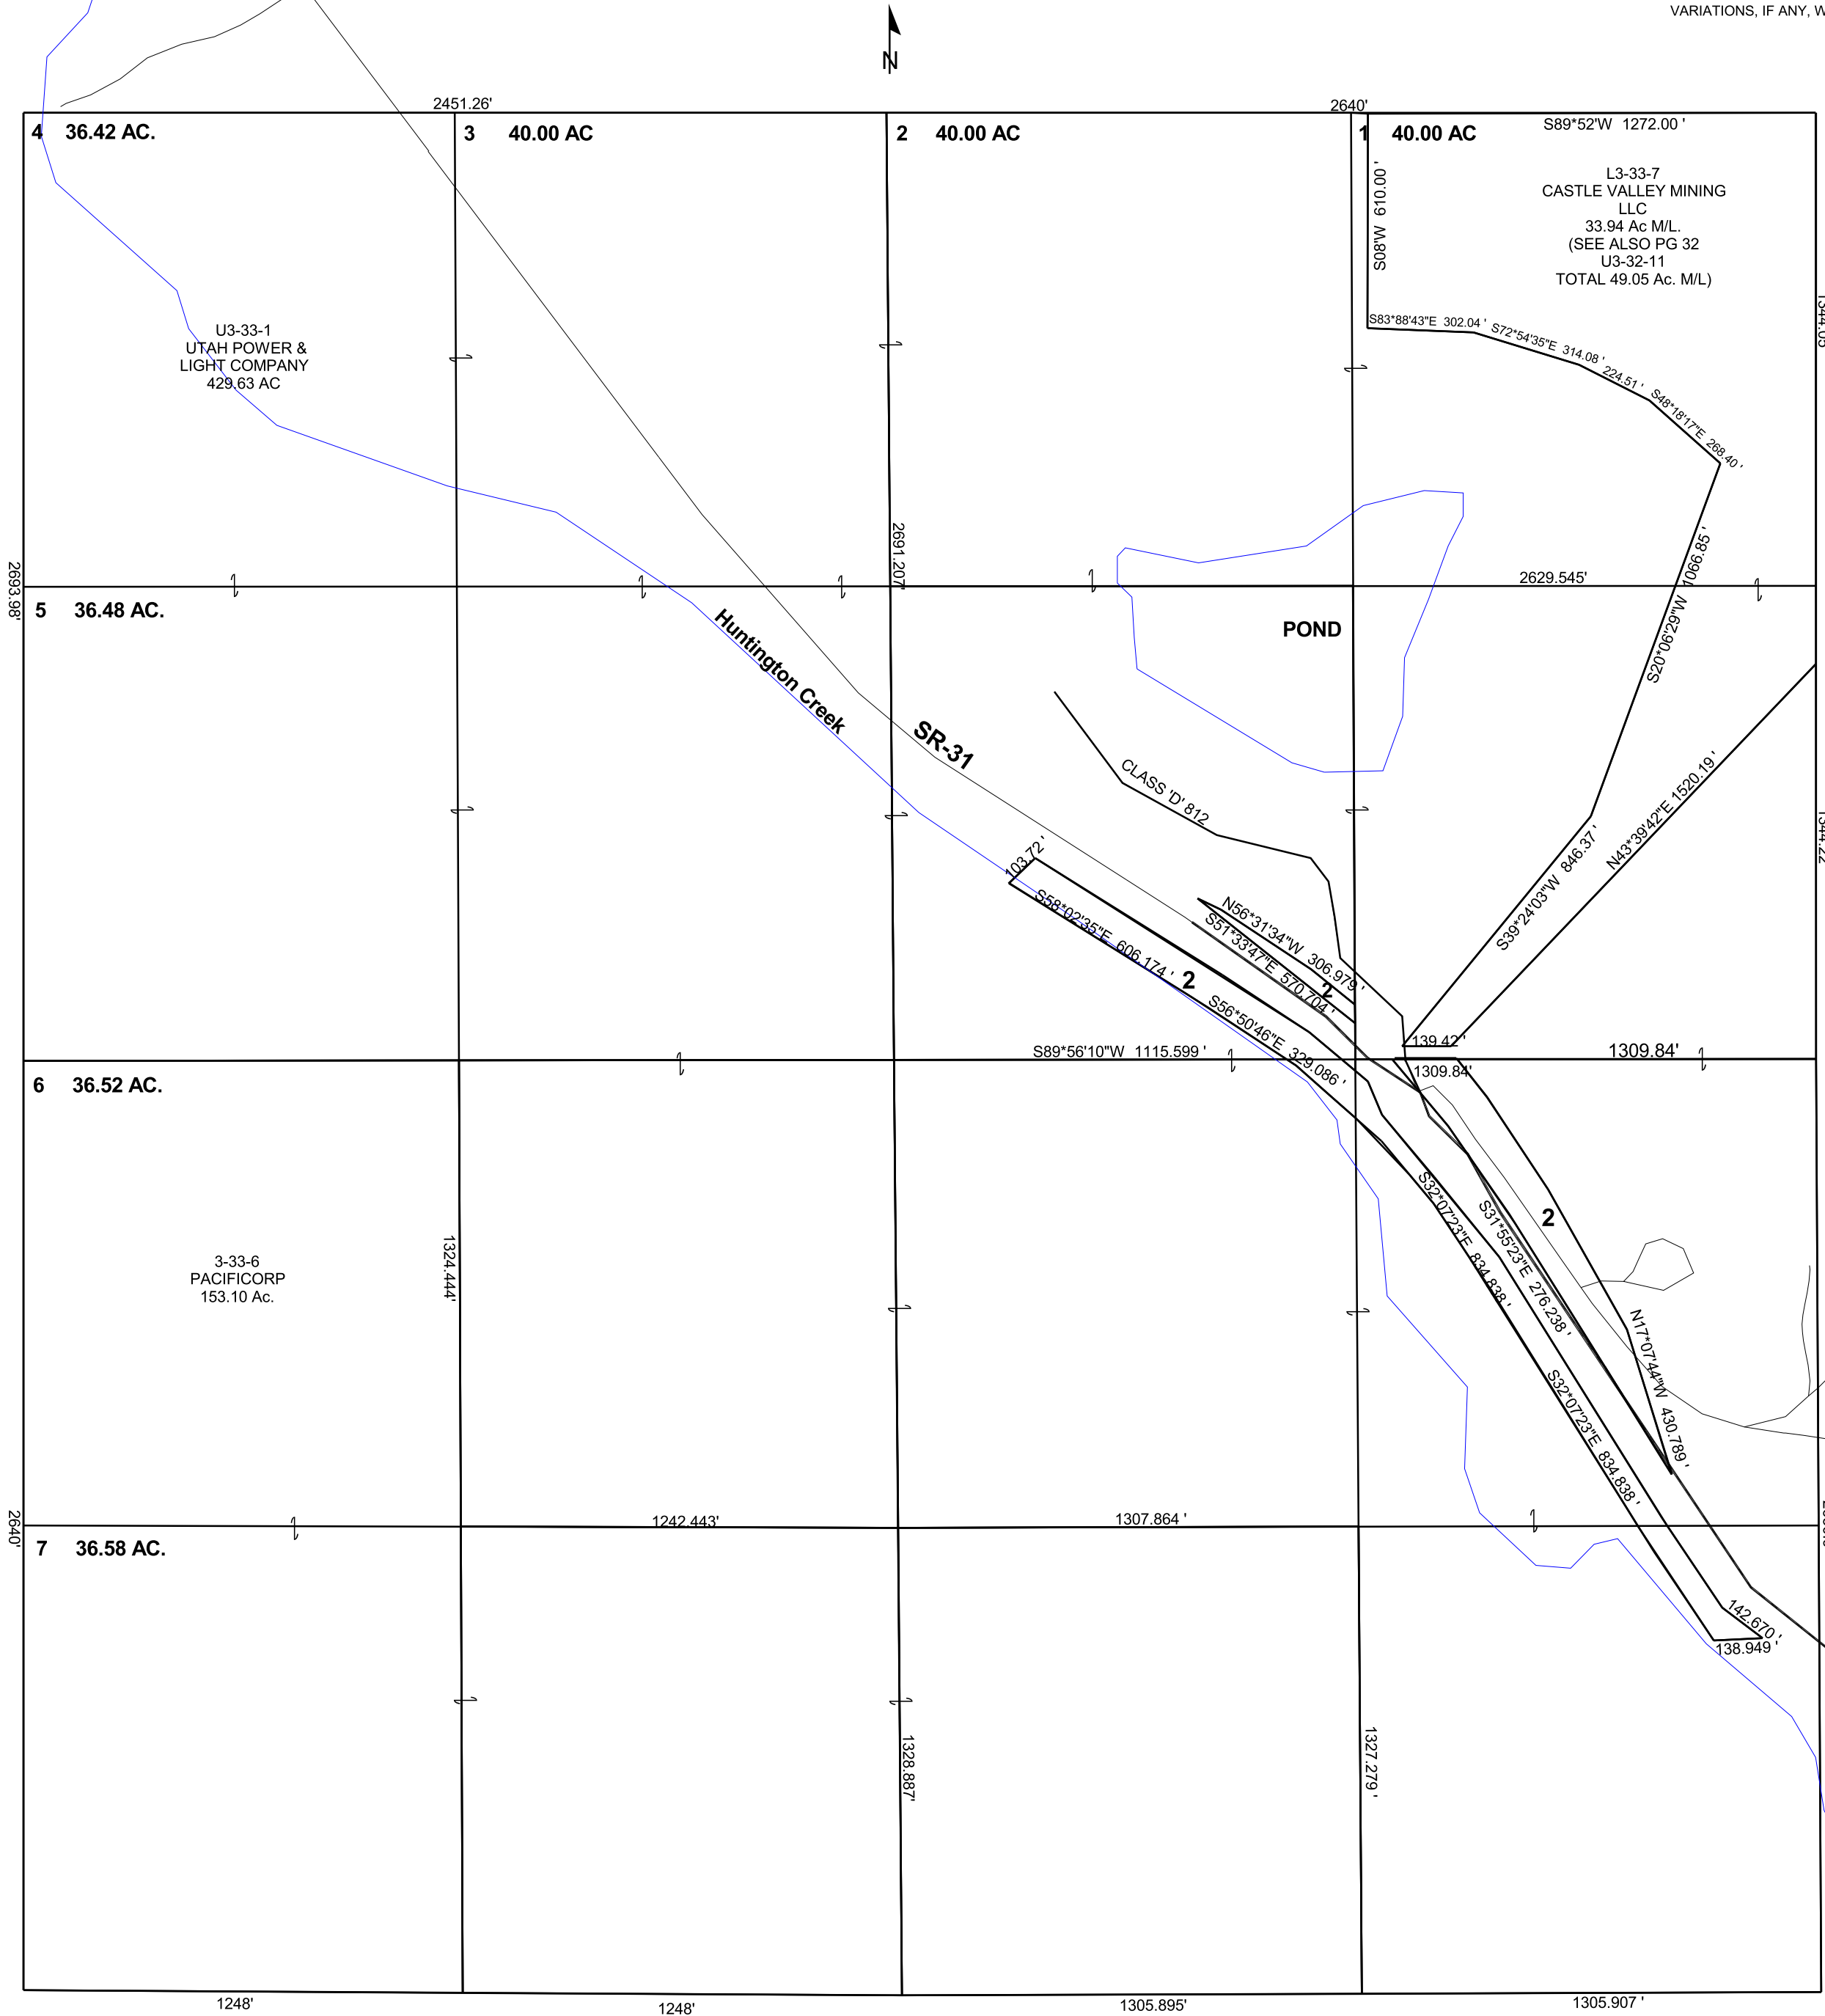 VARIATIONS, IF ANY, W
N
2451.26'
2640'
4 36.42 AC.
3 40.00 AC
2 40.00 AC
1 40.00 AC
S89*52'W 1272.00 '
S08'W 610.00 '
L3-33-7
CASTLE VALLEY MINING
LLC
33.94 Ac M/L.
(SEE ALSO PG 32
U3-32-11
TOTAL 49.05 Ac. M/L)
U3-33-1
UTAH POWER &
LIGHT COMPANY
429.63 AC
S83*88'43"E 302.04 '
S72*54'35"E 314.08 '
224.51 '
S48*18'17"E 268.40 '
2691.207'
2693.98'
2629.545'
S20*06'29"W 1066.85 '
5 36.48 AC.
POND
Huntington Creek
SR-31
CLASS 'D' 812
N43*39'42"E 1520.19 '
S39*24'03"W 846.37 '
103.72 '
S58*02'35"E 606.174 '
2
N56*31'34"W 306.979 '
S51*33'47"E 570.704 '
2
S56*50'46"E 329.086 '
S89*56'10"W 1115.599 '
139.42 '
1309.84'
1309.84'
6 36.52 AC.
3-33-6
PACIFICORP
153.10 Ac.
1324.444'
S32*07'23"E 834.838 '
S31*55'23"E 276.238 '
2
N17*07'44"W 430.789 '
S32*07'23"E 834.838 '
2640'
7 36.58 AC.
1242.443'
1307.864 '
142.670 '
138.949 '
1328.887'
1327.279 '
1248'
1248'
1305.895'
1305.907 '